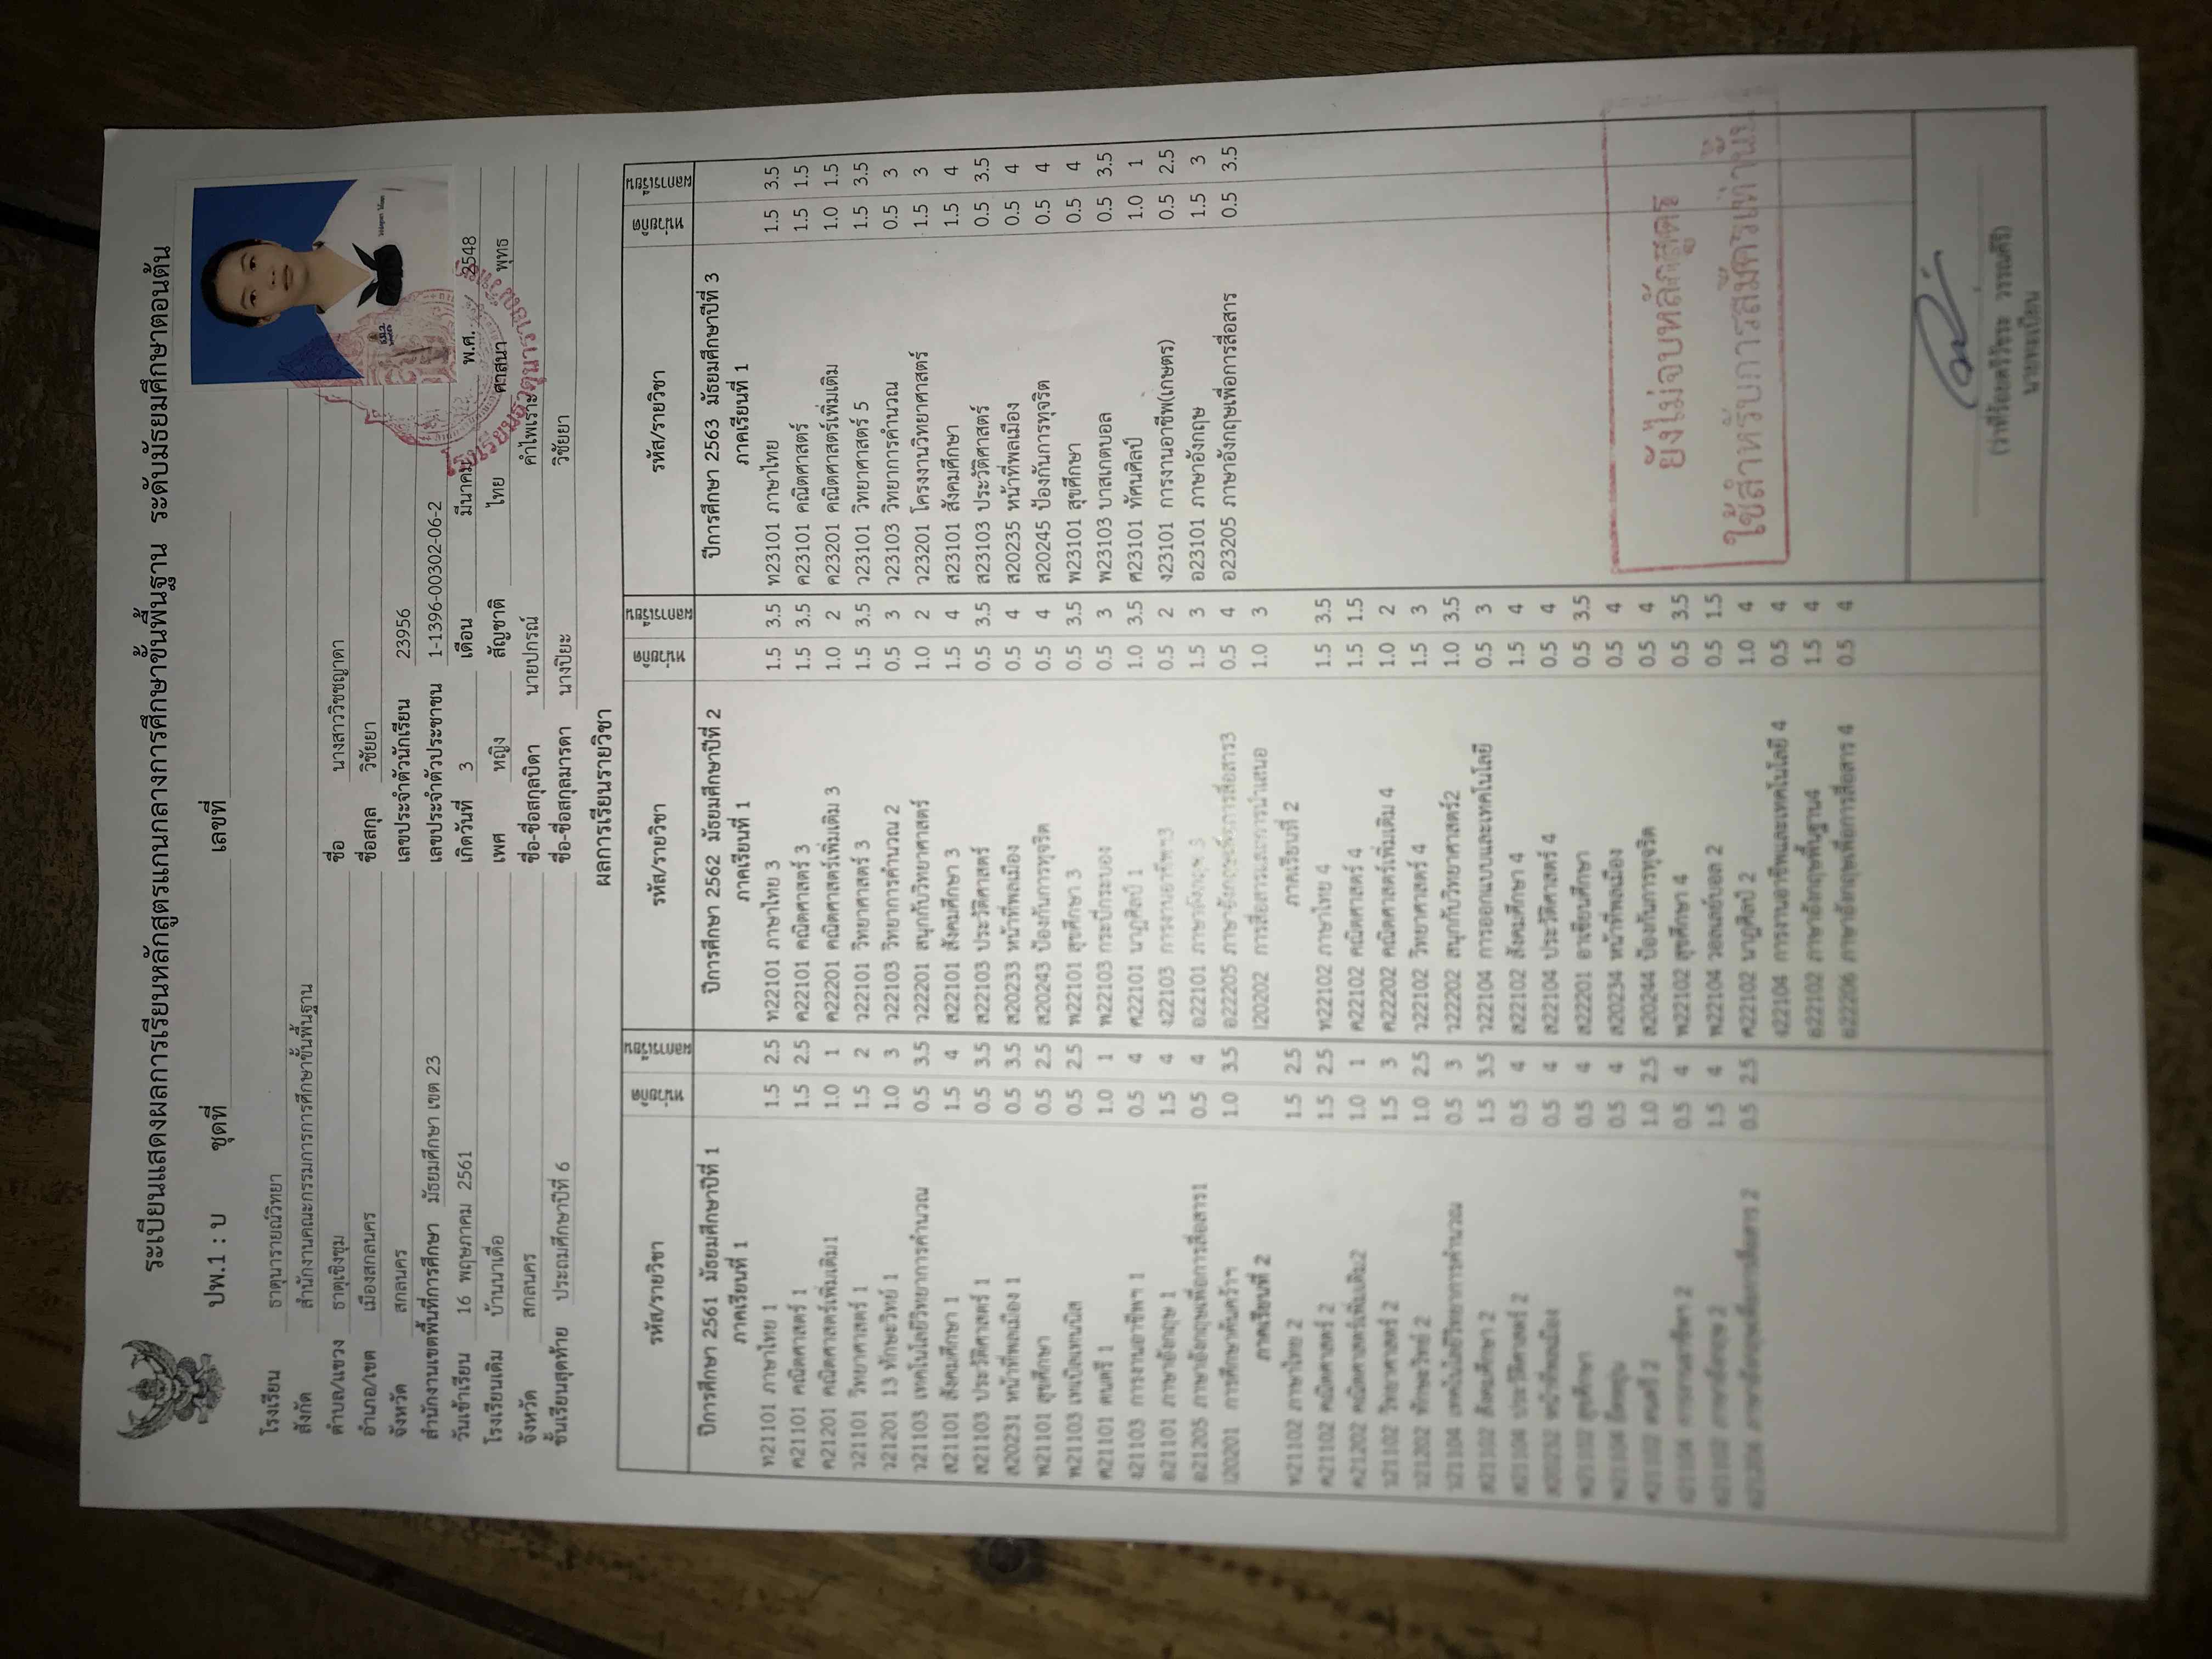 ระเบียนแสดงผลการเรียนหลักสูตรแกนกลางการศึกษาขั้นพื้นฐาน ระดับมัธยมศึกษาตอนต้น
ปพ.1 : บ ชุดที่ เลขที่
โรงเรียน ธาตุนารายณ์วิทยา
สังกัด สำนักงานคณะกรรมการการศึกษาขั้นพื้นฐาน
ตำบล/แขวง ธาตุเชิงชุม
อำเภอ/เขต เมืองสกลนคร
จังหวัด สกลนคร
สำนักงานเขตพื้นที่การศึกษา มัธยมศึกษา เขต 23
วันเข้าเรียน 16 พฤษภาคม 2561
โรงเรียนเดิม บ้านนาเดื่อ
จังหวัด สกลนคร
ชั้นเรียนสุดท้าย ประถมศึกษาปีที่ 6
ชื่อ นางสาววิชชญาดา
ชื่อสกุล วิชัยยา
เลขประจำตัวนักเรียน 23956
เลขประจำตัวประชาชน 1-1396-00302-06-2
เกิดวันที่ 3 เดือน มีนาคม พ.ศ. 2548
เพศ หญิง สัญชาติ ไทย ศาสนา พุทธ
ชื่อ-ชื่อสกุลบิดา นายปกรณ์ คำไพเราะ
ชื่อ-ชื่อสกุลมารดา นางปิยะ วิชัยยา
ผลการเรียนรายวิชา
รหัส/รายวิชา หน่วยกิต ผลการเรียน
ปีการศึกษา 2561 มัธยมศึกษาปีที่ 1
ภาคเรียนที่ 1
ท21101 ภาษาไทย 1 1.5 2.5
ค21101 คณิตศาสตร์ 1 1.5 2.5
ค21201 คณิตศาสตร์เพิ่มเติม1 1.0 1
ว21101 วิทยาศาสตร์ 1 1.5 2
ว21201 13 ทักษะวิทย์ 1 1.0 3
ว21103 เทคโนโลยีวิทยาการคำนวณ 0.5 3.5
ส21101 สังคมศึกษา 1 1.5 4
ส21103 ประวัติศาสตร์ 1 0.5 3.5
ส20231 หน้าที่พลเมือง 1 0.5 3.5
พ21101 สุขศึกษา 0.5 2.5
พ21103 เทเบิลเทนนิส 0.5 2.5
ศ21101 ดนตรี 1 1.0 1
ง21103 การงานอาชีพฯ 1 0.5 4
อ21101 ภาษาอังกฤษ 1 1.5 4
อ21205 ภาษาอังกฤษเพื่อการสื่อสาร1 0.5 4
I20201 การศึกษาค้นคว้าฯ 1.0 3.5
ภาคเรียนที่ 2
ท21102 ภาษาไทย 2 1.5 2.5
ค21102 คณิตศาสตร์ 2 1.5 2.5
ค21202 คณิตศาสตร์เพิ่มเติม2 1.0 1
ว21102 วิทยาศาสตร์ 2 1.5 3
ว21202 ทักษะวิทย์ 2 1.0 2.5
ว21104 เทคโนโลยีวิทยาการคำนวณ 0.5 3
ส21102 สังคมศึกษา 2 1.5 3.5
ส21104 ประวัติศาสตร์ 2 0.5 4
หน้าที่พลเมือง 0.5 4
พ21102 สุขศึกษา 0.5 4
0.5 4
ดนตรี 2 1.0 2.5
0.5 4
1.5 4
0.5 2.5
รหัส/รายวิชา หน่วยกิต ผลการเรียน
ปีการศึกษา 2562 มัธยมศึกษาปีที่ 2
ภาคเรียนที่ 1
ท22101 ภาษาไทย 3 1.5 3.5
ค22101 คณิตศาสตร์ 3 1.5 3.5
ค22201 คณิตศาสตร์เพิ่มเติม 3 1.0 2
ว22101 วิทยาศาสตร์ 3 1.5 3.5
ว22103 วิทยาการคำนวณ 2 0.5 3
ว22201 สนุกกับวิทยาศาสตร์ 1.0 2
ส22101 สังคมศึกษา 3 1.5 4
ส22103 ประวัติศาสตร์ 0.5 3.5
ส20233 หน้าที่พลเมือง 0.5 4
ส20243 ป้องกันการทุจริต 0.5 4
พ22101 สุขศึกษา 3 0.5 3.5
พ22103 กระบี่กระบอง 0.5 3
ศ22101 นาฏศิลป์ 1 1.0 3.5
ง22103 การงานอาชีพฯ3 0.5 2
อ22101 ภาษาอังกฤษ 3 1.5 3
อ22205 ภาษาอังกฤษเพื่อการสื่อสาร3 0.5 4
I20202 การสื่อสารและการนำเสนอ 1.0 3
ภาคเรียนที่ 2
ท22102 ภาษาไทย 4 1.5 3.5
ค22102 คณิตศาสตร์ 4 1.5 1.5
ค22202 คณิตศาสตร์เพิ่มเติม 4 1.0 2
ว22102 วิทยาศาสตร์ 4 1.5 3
ว22202 สนุกกับวิทยาศาสตร์2 1.0 3.5
ว22104 การออกแบบและเทคโนโลยี 0.5 3
ส22102 สังคมศึกษา 4 1.5 4
ส22104 ประวัติศาสตร์ 4 0.5 4
ส22201 อาเซียนศึกษา 0.5 3.5
ส20234 หน้าที่พลเมือง 0.5 4
ส20244 ป้องกันการทุจริต 0.5 4
พ22102 สุขศึกษา 4 0.5 3.5
พ22104 วอลเลย์บอล 2 0.5 1.5
ศ22102 นาฏศิลป์ 2 1.0 4
ง22104 การงานอาชีพและเทคโนโลยี 4 0.5 4
อ22102 ภาษาอังกฤษพื้นฐาน4 1.5 4
อ22206 ภาษาอังกฤษเพื่อการสื่อสาร 4 0.5 4
รหัส/รายวิชา หน่วยกิต ผลการเรียน
ปีการศึกษา 2563 มัธยมศึกษาปีที่ 3
ภาคเรียนที่ 1
ท23101 ภาษาไทย 1.5 3.5
ค23101 คณิตศาสตร์ 1.5 1.5
ค23201 คณิตศาสตร์เพิ่มเติม 1.0 1.5
ว23101 วิทยาศาสตร์ 5 1.5 3.5
ว23103 วิทยาการคำนวณ 0.5 3
ว23201 โครงงานวิทยาศาสตร์ 1.5 3
ส23101 สังคมศึกษา 1.5 4
ส23103 ประวัติศาสตร์ 0.5 3.5
ส20235 หน้าที่พลเมือง 0.5 4
ส20245 ป้องกันการทุจริต 0.5 4
พ23101 สุขศึกษา 0.5 4
พ23103 บาสเกตบอล 0.5 3.5
ศ23101 ทัศนศิลป์ 1.0 1
ง23101 การงานอาชีพ(เกษตร) 0.5 2.5
อ23101 ภาษาอังกฤษ 1.5 3
อ23205 ภาษาอังกฤษเพื่อการสื่อสาร 0.5 3.5
ยังไม่จบหลักสูตร
ใช้สำหรับการสมัครเท่านั้น
นายทะเบียน